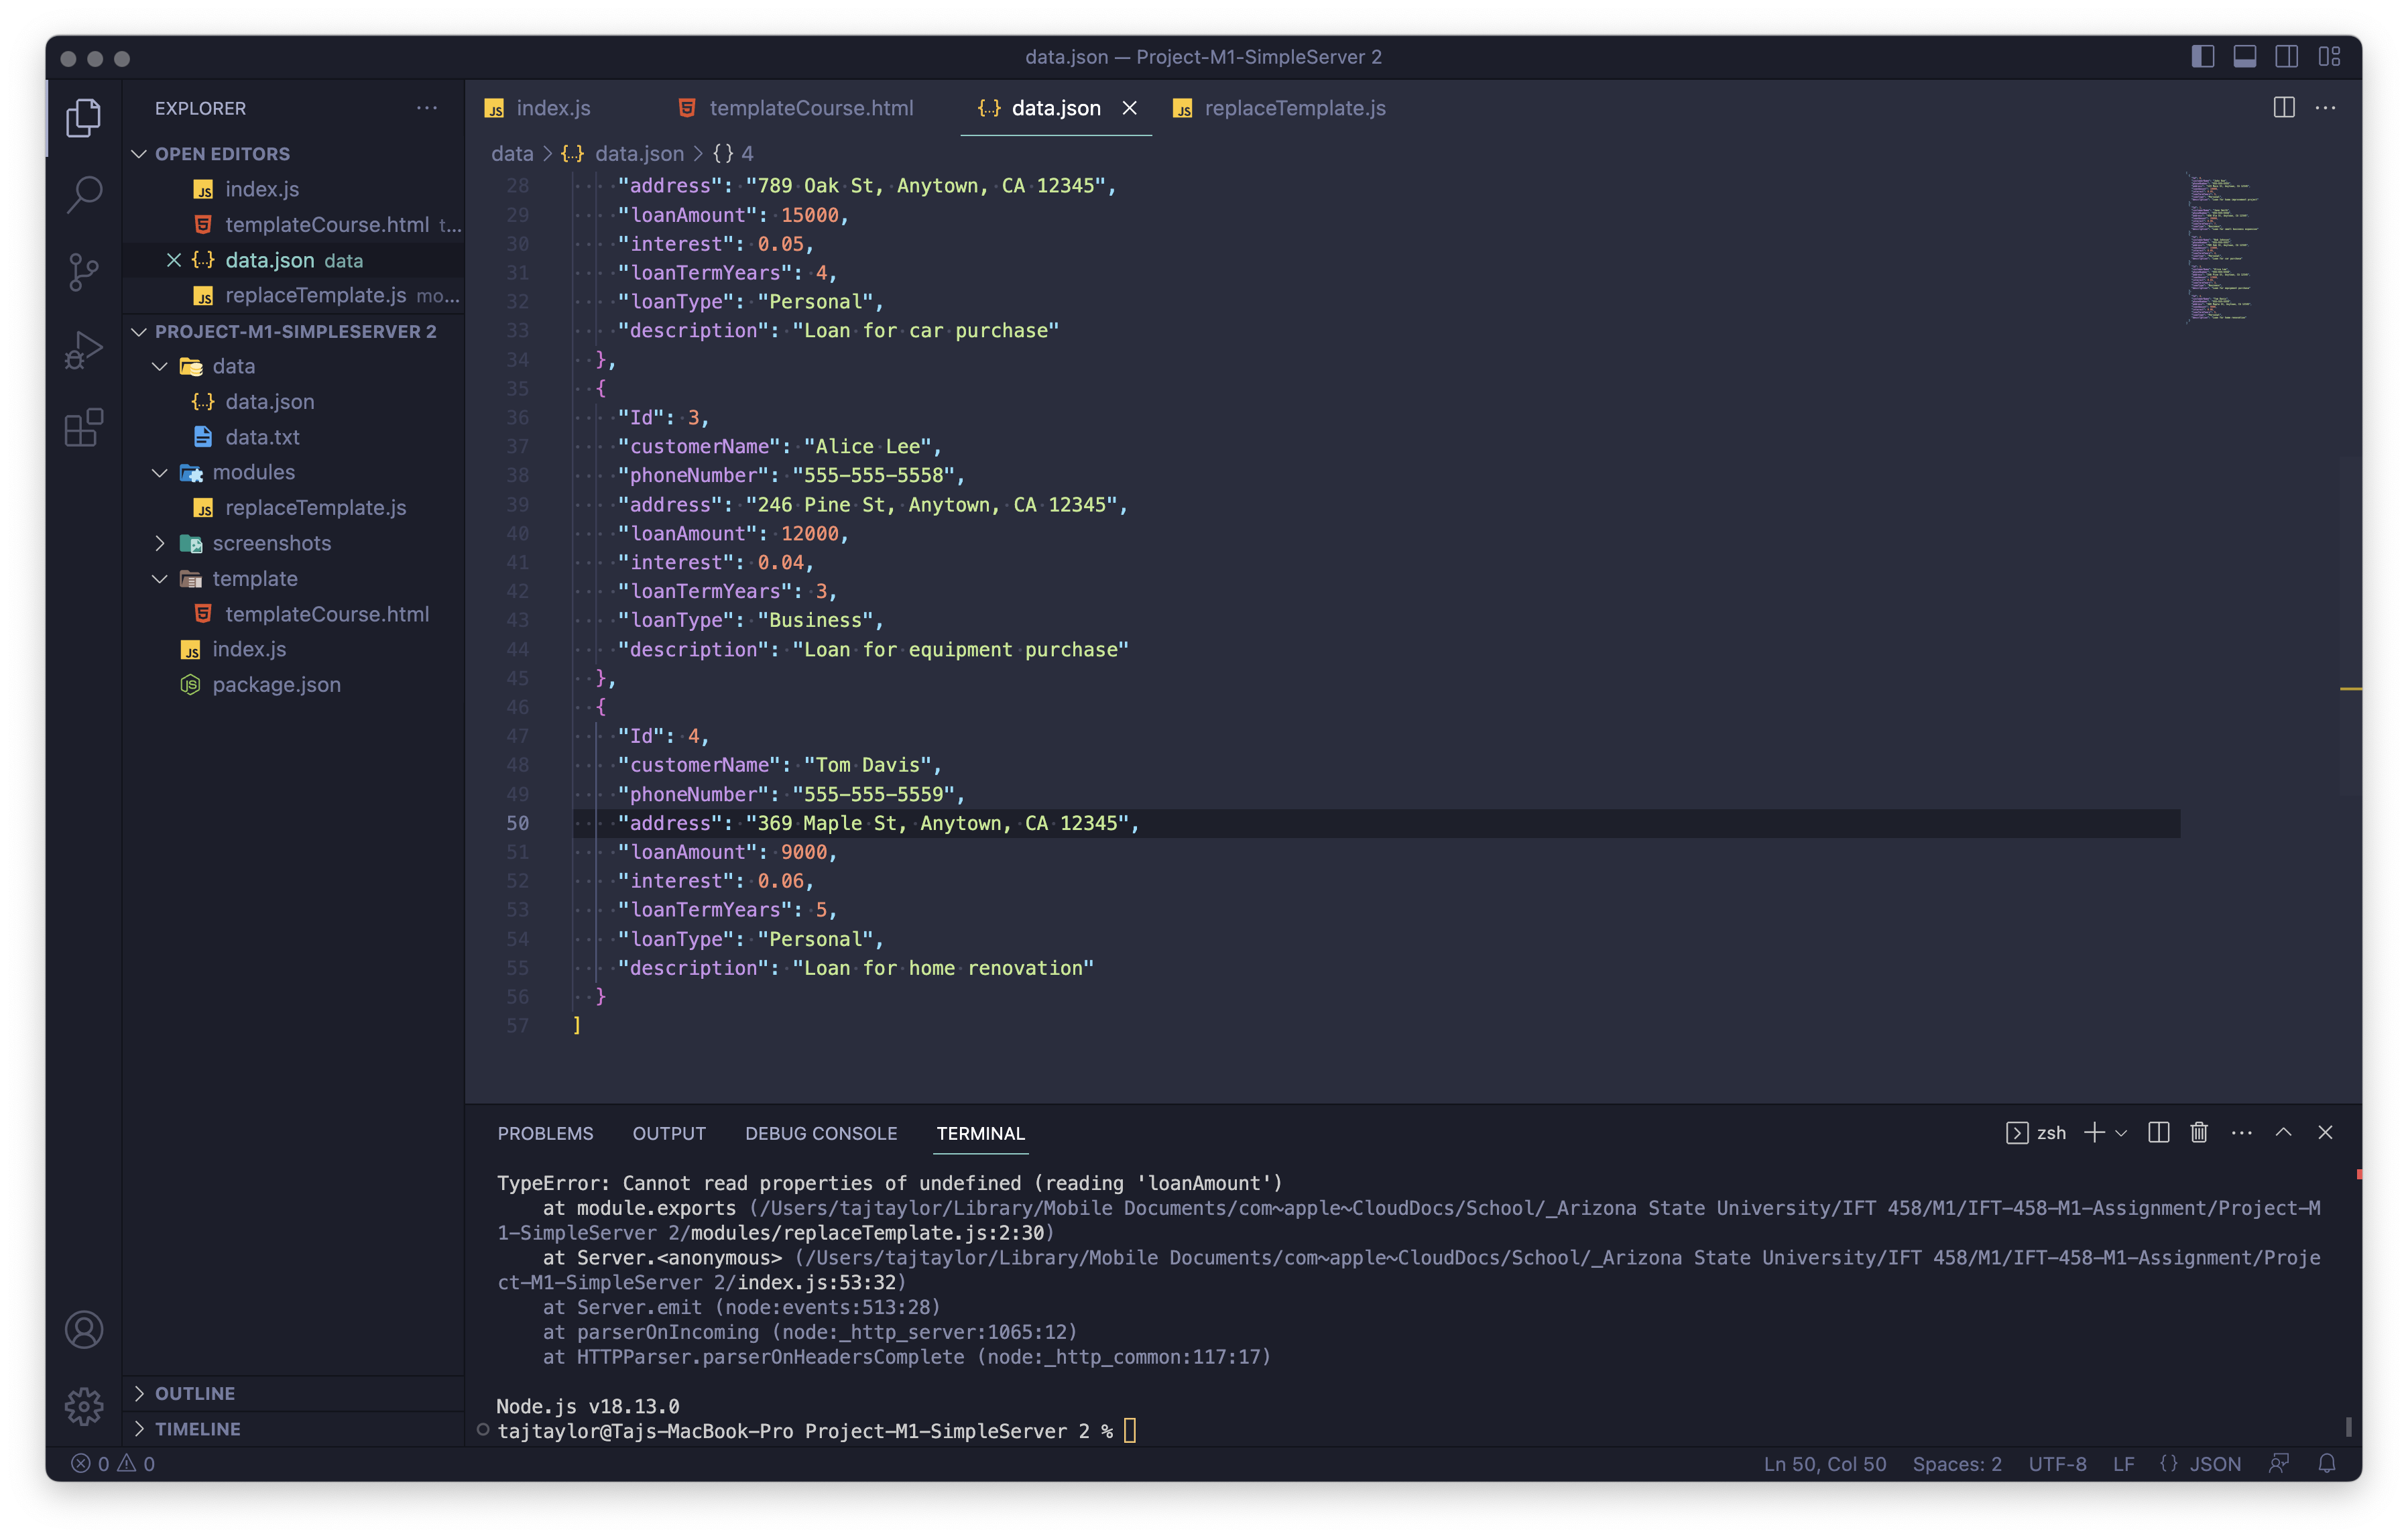 data.json — Project-M1-SimpleServer 2
EXPLORER
OPEN EDITORS
index.js
templateCourse.html t...
data.json data
replaceTemplate.js mo...
PROJECT-M1-SIMPLESERVER 2
data
data.json
data.txt
modules
replaceTemplate.js
screenshots
template
templateCourse.html
index.js
package.json
OUTLINE
TIMELINE
index.js templateCourse.html data.json replaceTemplate.js
data > {..} data.json > {} 4
28 "address": "789 Oak St, Anytown, CA 12345",
29 "loanAmount": 15000,
30 "interest": 0.05,
31 "loanTermYears": 4,
32 "loanType": "Personal",
33 "description": "Loan for car purchase"
34 },
35 {
36 "Id": 3,
37 "customerName": "Alice Lee",
38 "phoneNumber": "555-555-5558",
39 "address": "246 Pine St, Anytown, CA 12345",
40 "loanAmount": 12000,
41 "interest": 0.04,
42 "loanTermYears": 3,
43 "loanType": "Business",
44 "description": "Loan for equipment purchase"
45 },
46 {
47 "Id": 4,
48 "customerName": "Tom Davis",
49 "phoneNumber": "555-555-5559",
50 "address": "369 Maple St, Anytown, CA 12345",
51 "loanAmount": 9000,
52 "interest": 0.06,
53 "loanTermYears": 5,
54 "loanType": "Personal",
55 "description": "Loan for home renovation"
56 }
57 ]
PROBLEMS OUTPUT DEBUG CONSOLE TERMINAL zsh
TypeError: Cannot read properties of undefined (reading 'loanAmount')
at module.exports (/Users/tajtaylor/Library/Mobile Documents/com~apple~CloudDocs/School/_Arizona State University/IFT 458/M1/IFT-458-M1-Assignment/Project-M
1-SimpleServer 2/modules/replaceTemplate.js:2:30)
at Server.<anonymous> (/Users/tajtaylor/Library/Mobile Documents/com~apple~CloudDocs/School/_Arizona State University/IFT 458/M1/IFT-458-M1-Assignment/Proje
ct-M1-SimpleServer 2/index.js:53:32)
at Server.emit (node:events:513:28)
at parserOnIncoming (node:_http_server:1065:12)
at HTTPParser.parserOnHeadersComplete (node:_http_common:117:17)
Node.js v18.13.0
tajtaylor@Tajs-MacBook-Pro Project-M1-SimpleServer 2 %
0 0 Ln 50, Col 50 Spaces: 2 UTF-8 LF {} JSON